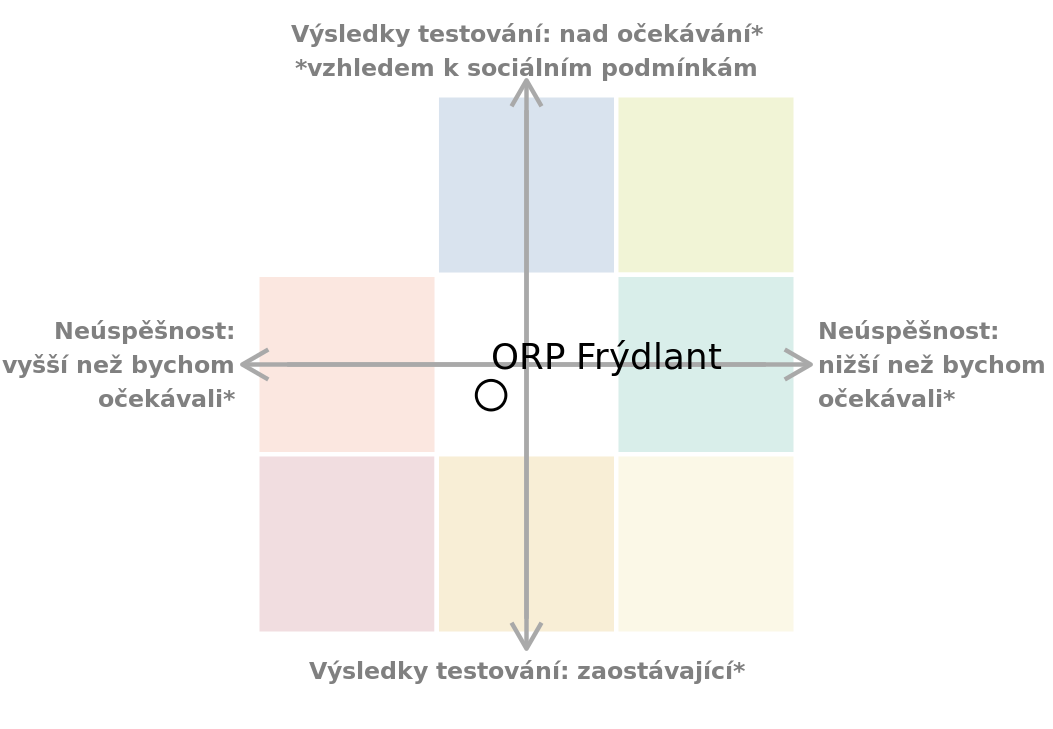 Výsledky testování: nad očekávání*
*vzhledem k sociálním podmínkám
Neúspěšnost:
vyšší než bychom
očekávali*
ORP Frýdlant
Neúspěšnost:
nižší než bychom
očekávali*
Výsledky testování: zaostávající*